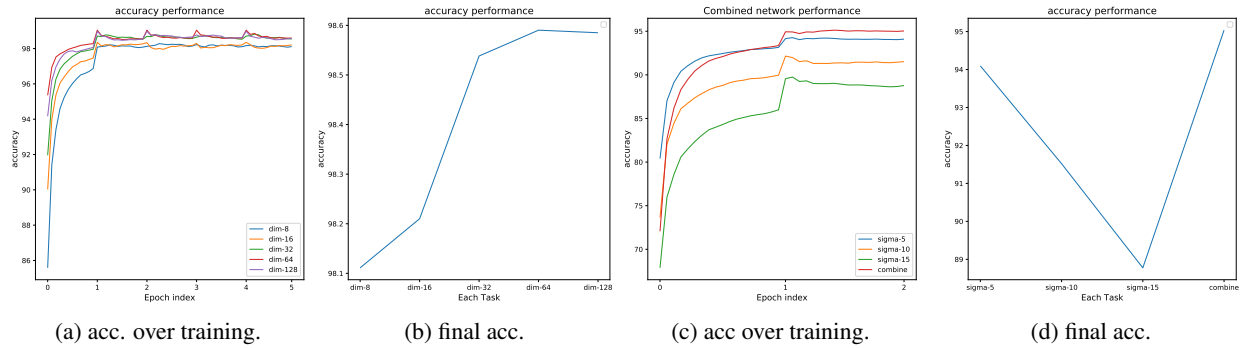 accuracy performance
accuracy
98
96
94
92
90
88
86
0
1
2
3
4
5
Epoch index
dim-8
dim-16
dim-32
dim-64
dim-128
(a) acc. over training.
accuracy performance
accuracy
98.6
98.5
98.4
98.3
98.2
98.1
dim-8
dim-16
dim-32
dim-64
dim-128
Each Task
(b) final acc.
Combined network performance
accuracy
95
90
85
80
75
70
0
1
2
Epoch index
sigma-5
sigma-10
sigma-15
combine
(c) acc over training.
accuracy performance
accuracy
95
94
93
92
91
90
89
sigma-5
sigma-10
sigma-15
combine
Each Task
(d) final acc.